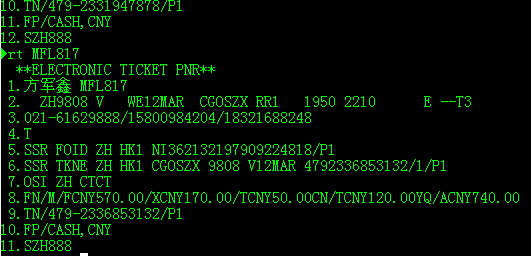 10.TN/479-2331947878/P1
11.FP/CASH,CNY
12.SZH888
rt MFL817
**ELECTRONIC TICKET PNR**
1.方军鑫 MFL817
2. ZH9808 V WE12MAR CGOSZX RR1 1950 2210 E --T3
3.021-61629888/15800984204/18321688248
4.T
5.SSR FOID ZH HK1 NI362132197909224818/P1
6.SSR TKNE ZH HK1 CGOSZX 9808 V12MAR 4792336853132/1/P1
7.OSI ZH CTCT
8.FN/M/FCNY570.00/XCNY170.00/TCNY50.00CN/TCNY120.00YQ/ACNY740.00
9.TN/479-2336853132/P1
10.FP/CASH,CNY
11.SZH888